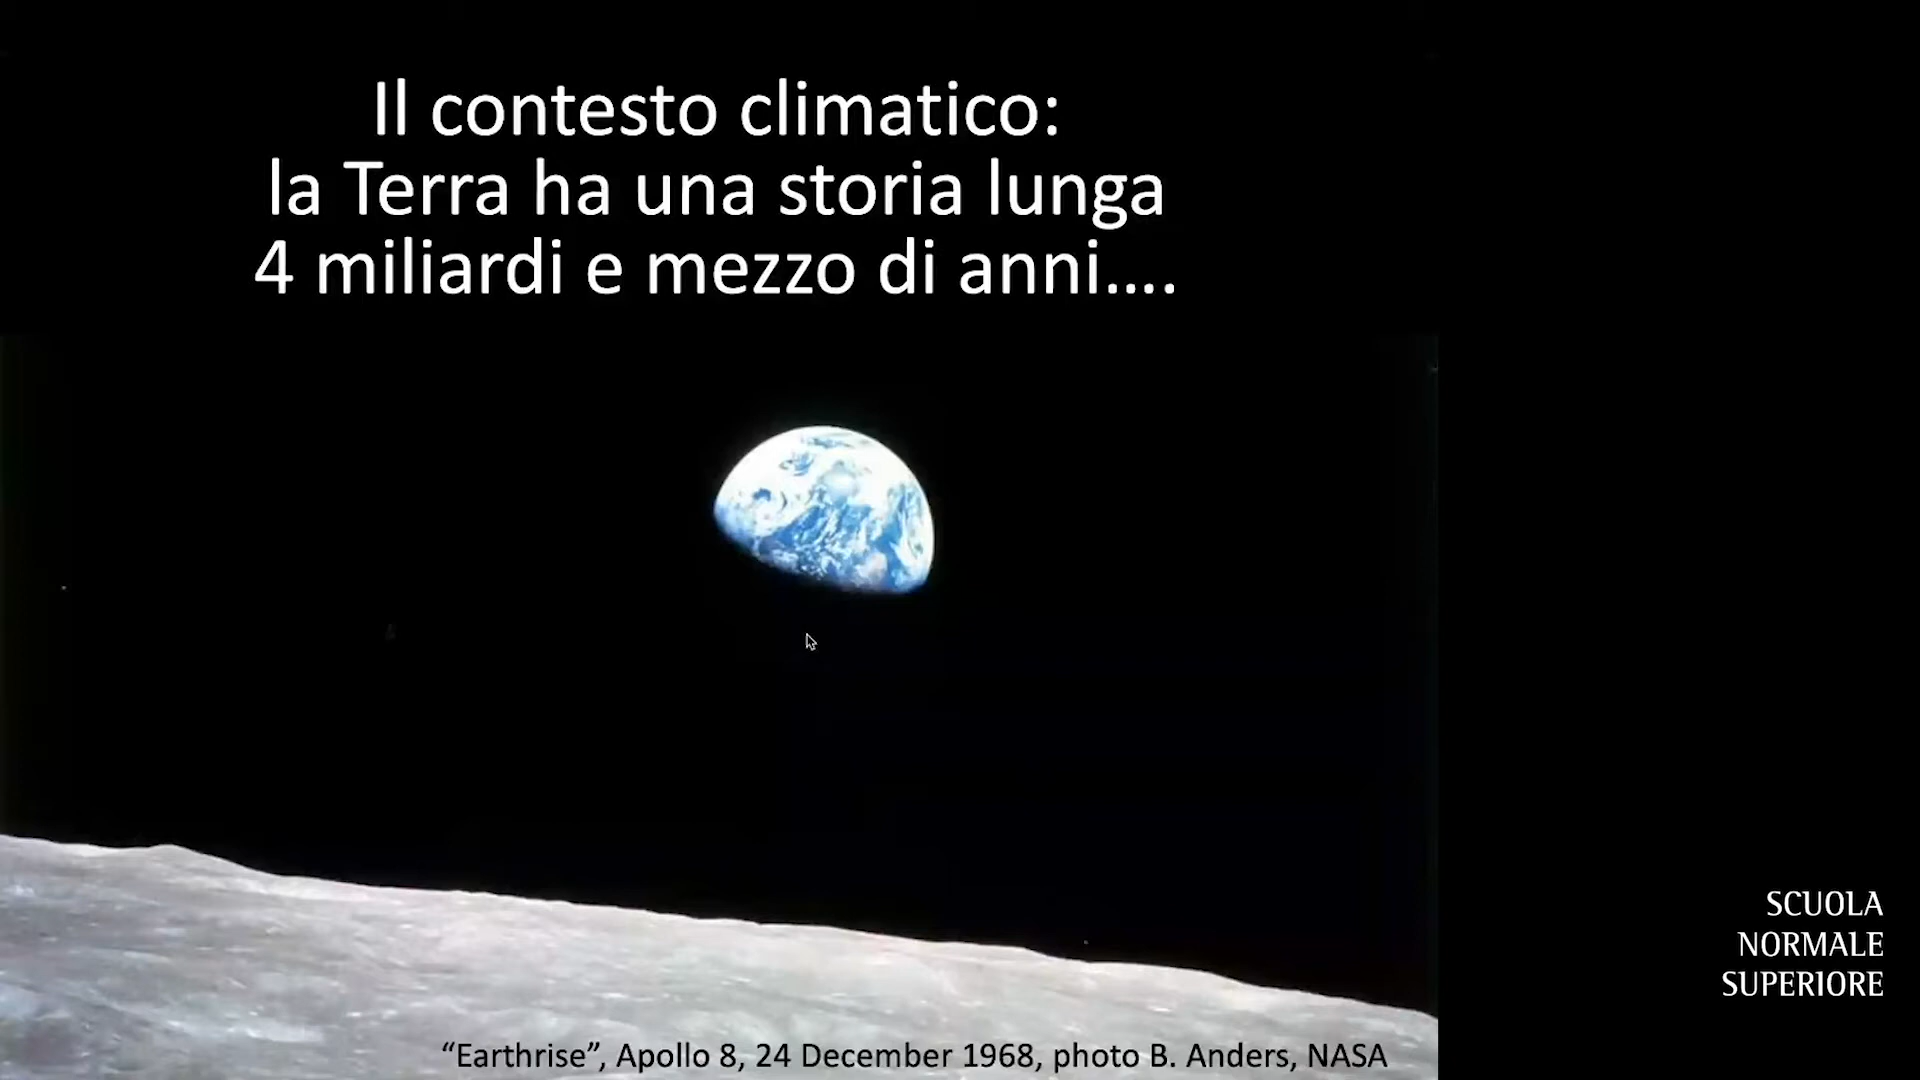 Il contesto climatico:
la Terra ha una storia lunga
4 miliardi e mezzo di anni....
SCUOLA
NORMALE
SUPERIORE
“Earthrise”, Apollo 8, 24 December 1968, photo B. Anders, NASA